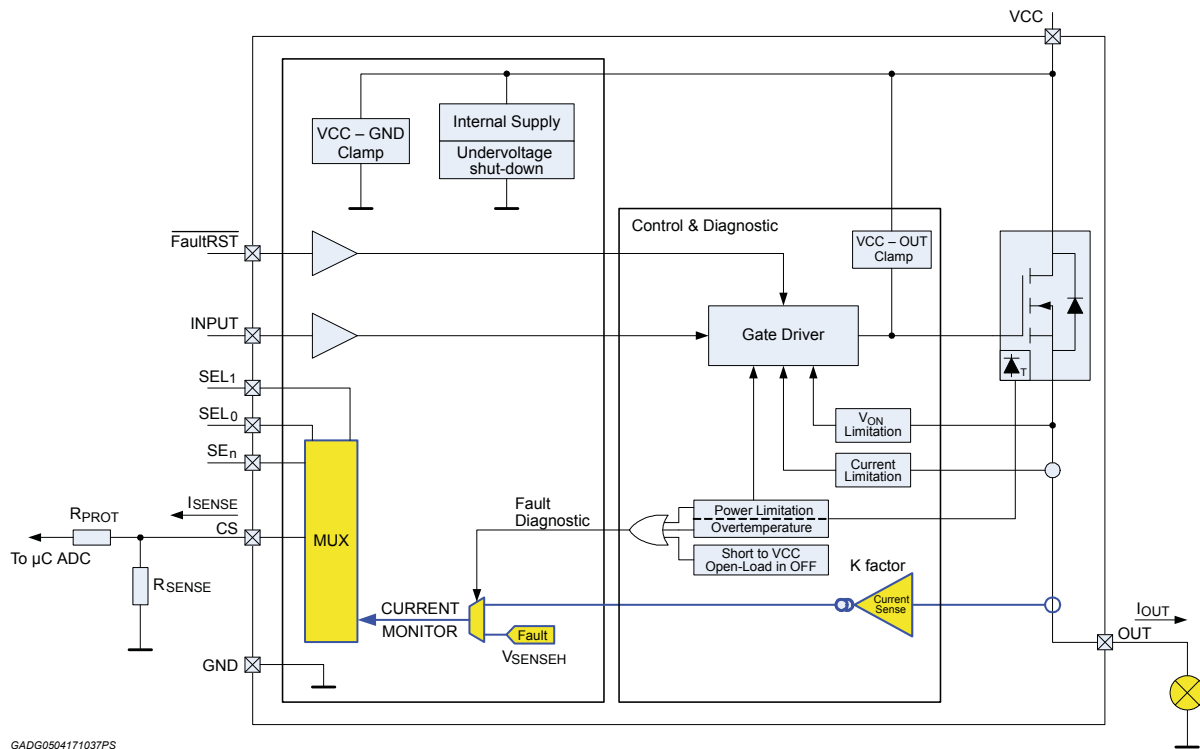 VCC
VCC – GND
Clamp
Internal Supply
Undervoltage
shut-down
Control & Diagnostic
FaultRST
VCC – OUT
Clamp
INPUT
Gate Driver
T
SEL1
SEL0
SEn
VON
Limitation
Current
Limitation
ISENSE
RPROT
CS
To µC ADC
RSENSE
MUX
Fault
Diagnostic
Power Limitation
Overtemperature
Short to VCC
Open-Load in OFF
K factor
Current
Sense
CURRENT
MONITOR
Fault
VSENSEH
IOUT
OUT
GND
GADG0504171037PS